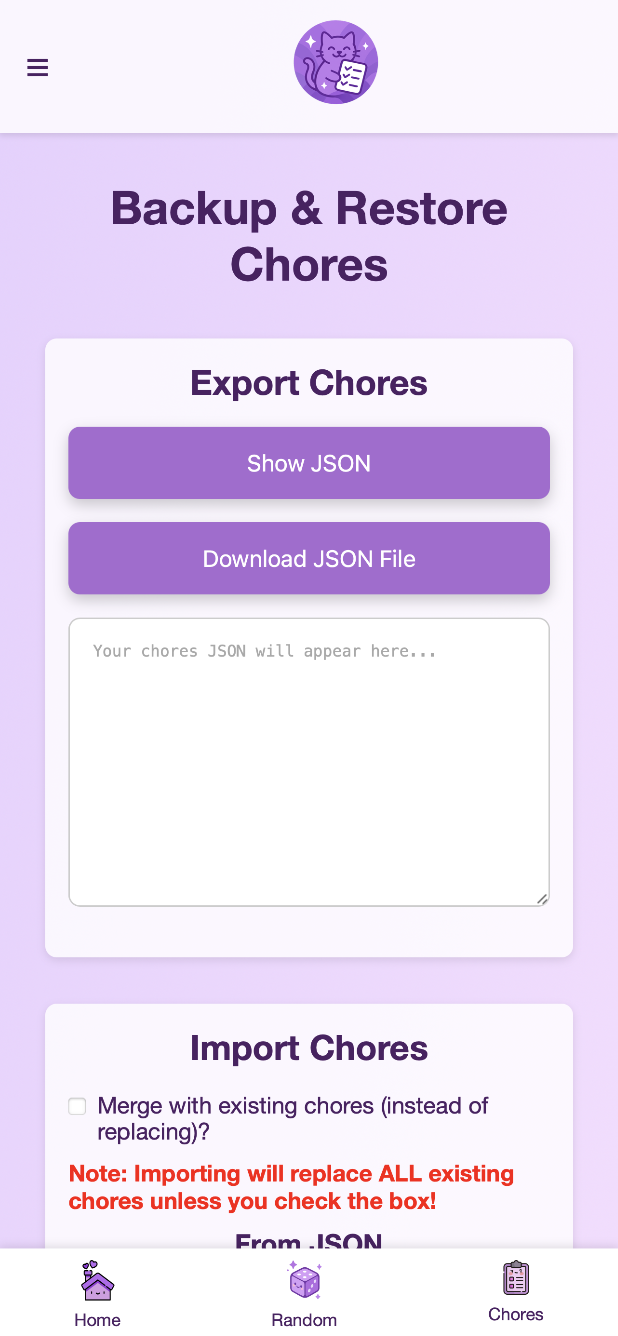 Backup & Restore
Chores
Export Chores
Show JSON
Download JSON File
Your chores JSON will appear here...
Import Chores
Merge with existing chores (instead of
replacing)?
Note: Importing will replace ALL existing
chores unless you check the box!
From JSON
Home
Random
Chores